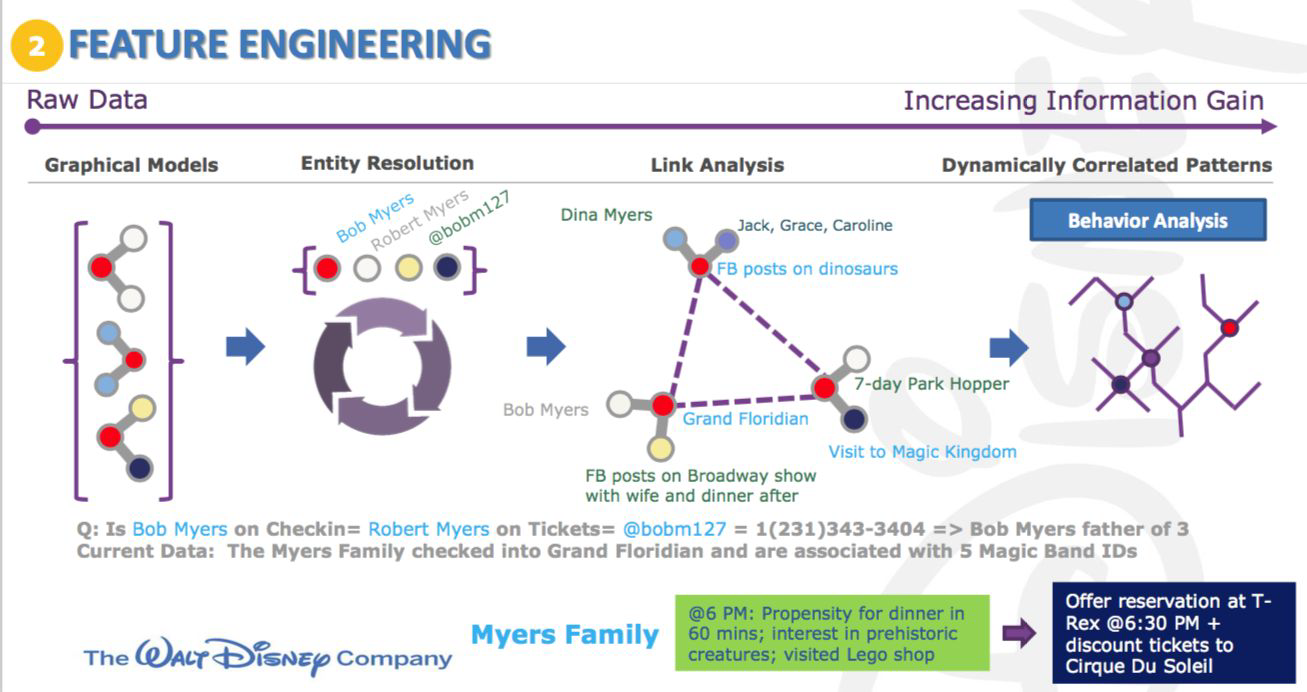 2 FEATURE ENGINEERING
Raw Data
Increasing Information Gain
Graphical Models
Entity Resolution
Link Analysis
Dynamically Correlated Patterns
Bob Myers
Robert Myers
@bobm127
Dina Myers
Jack, Grace, Caroline
FB posts on dinosaurs
Behavior Analysis
7-day Park Hopper
Bob Myers
Grand Floridian
Visit to Magic Kingdom
FB posts on Broadway show
with wife and dinner after
Q: Is Bob Myers on Checkin= Robert Myers on Tickets= @bobm127 = 1(231)343-3404 => Bob Myers father of 3
Current Data: The Myers Family checked into Grand Floridian and are associated with 5 Magic Band IDs
The WALT DISNEY Company
Myers Family
@6 PM: Propensity for dinner in
60 mins; interest in prehistoric
creatures; visited Lego shop
Offer reservation at T-
Rex @6:30 PM +
discount tickets to
Cirque Du Soleil